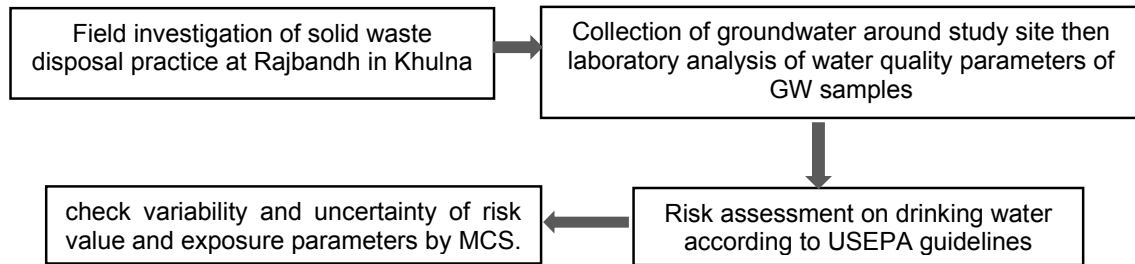 Field investigation of solid waste
disposal practice at Rajbandh in Khulna
Collection of groundwater around study site then
laboratory analysis of water quality parameters of
GW samples
Risk assessment on drinking water
according to USEPA guidelines
check variability and uncertainty of risk
value and exposure parameters by MCS.